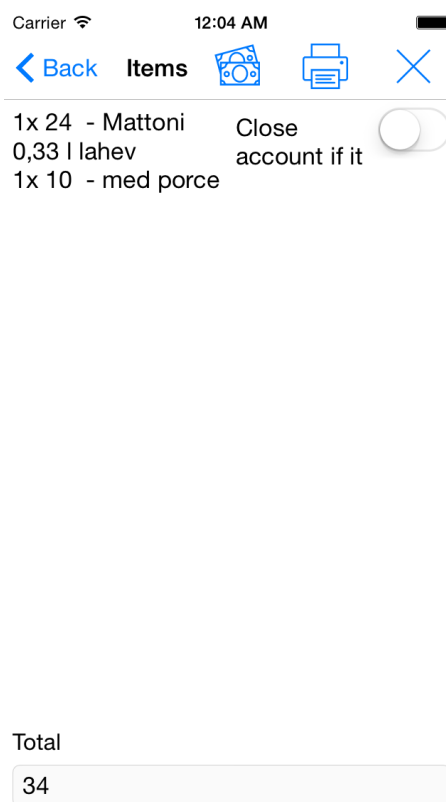 Carrier 12:04 AM
Back Items
1x 24 - Mattoni
0,33 l lahev
1x 10 - med porce
Close
account if it
Total
34